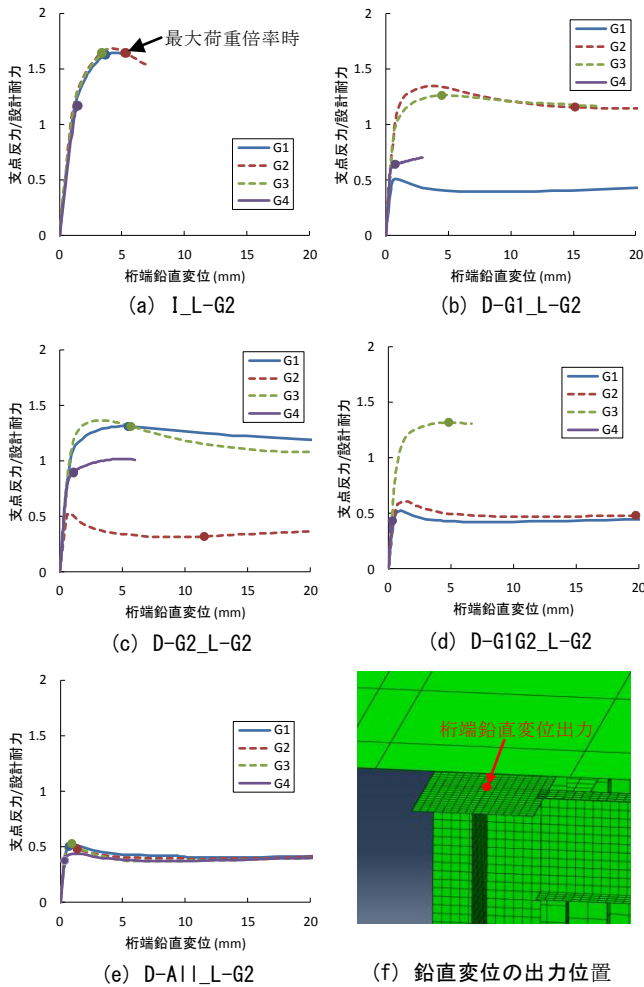 最大荷重倍率時
支点反力/設計耐力
2
1.5
1
0.5
0
0 5 10 15 20
桁端鉛直変位(mm)
G1
G2
G3
G4
(a) I_L-G2
支点反力/設計耐力
2
1.5
1
0.5
0
0 5 10 15 20
桁端鉛直変位(mm)
G1
G2
G3
G4
(b) D-G1_L-G2
支点反力/設計耐力
2
1.5
1
0.5
0
0 5 10 15 20
桁端鉛直変位(mm)
G1
G2
G3
G4
(c) D-G2_L-G2
支点反力/設計耐力
2
1.5
1
0.5
0
0 5 10 15 20
桁端鉛直変位(mm)
G1
G2
G3
G4
(d) D-G1G2_L-G2
支点反力/設計耐力
2
1.5
1
0.5
0
0 5 10 15 20
桁端鉛直変位(mm)
G1
G2
G3
G4
(e) D-All_L-G2
桁端鉛直変位出力
(f) 鉛直変位の出力位置